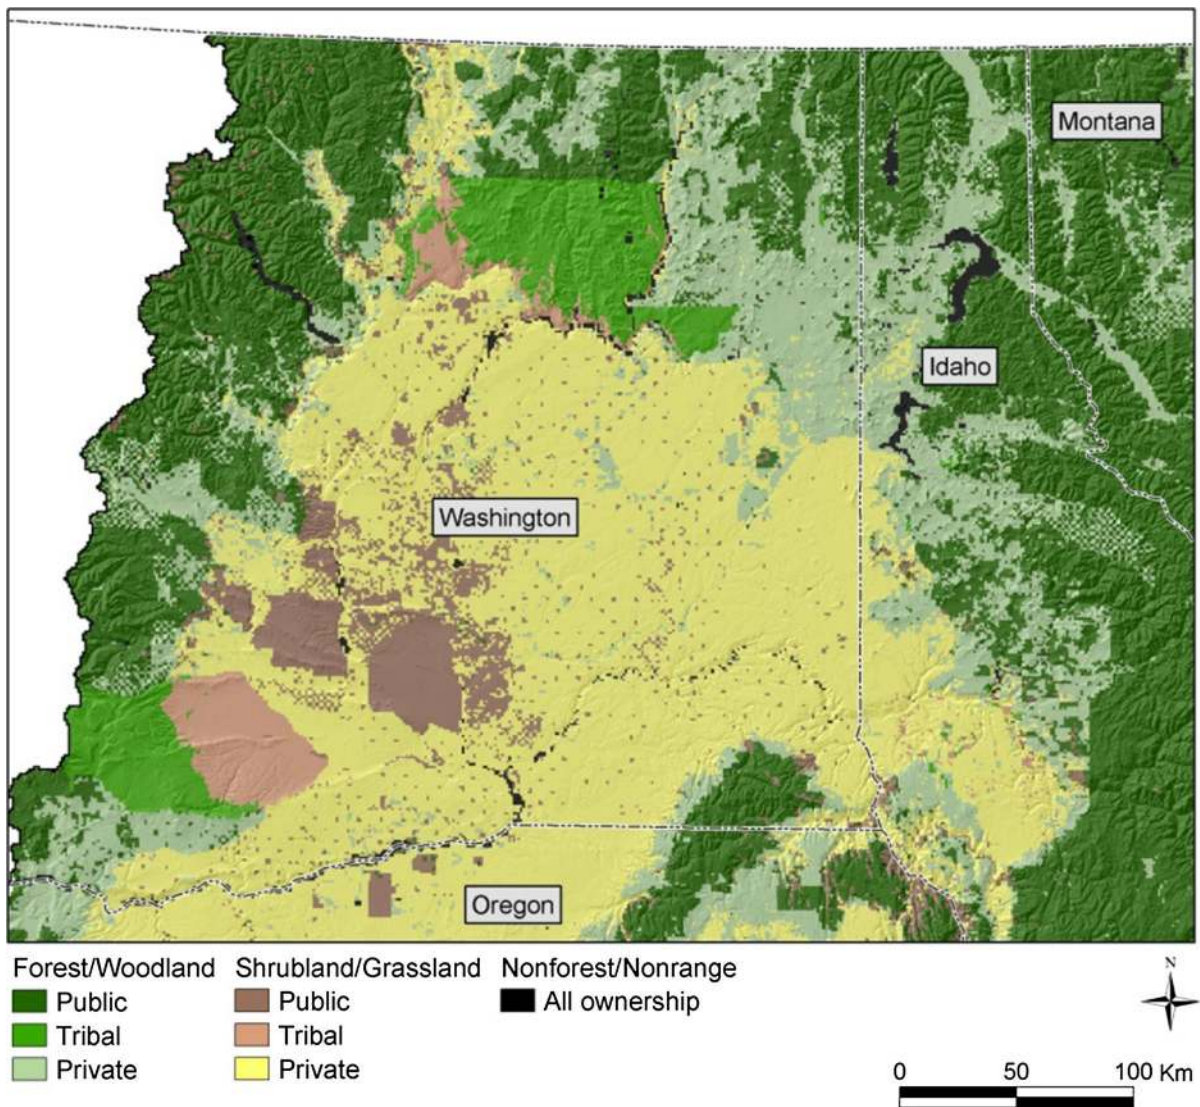 Montana
Idaho
Washington
Oregon
Forest/Woodland Shrubland/Grassland Nonforest/Nonrange
Public Public All ownership
Tribal Tribal
Private Private
N
0 50 100 Km